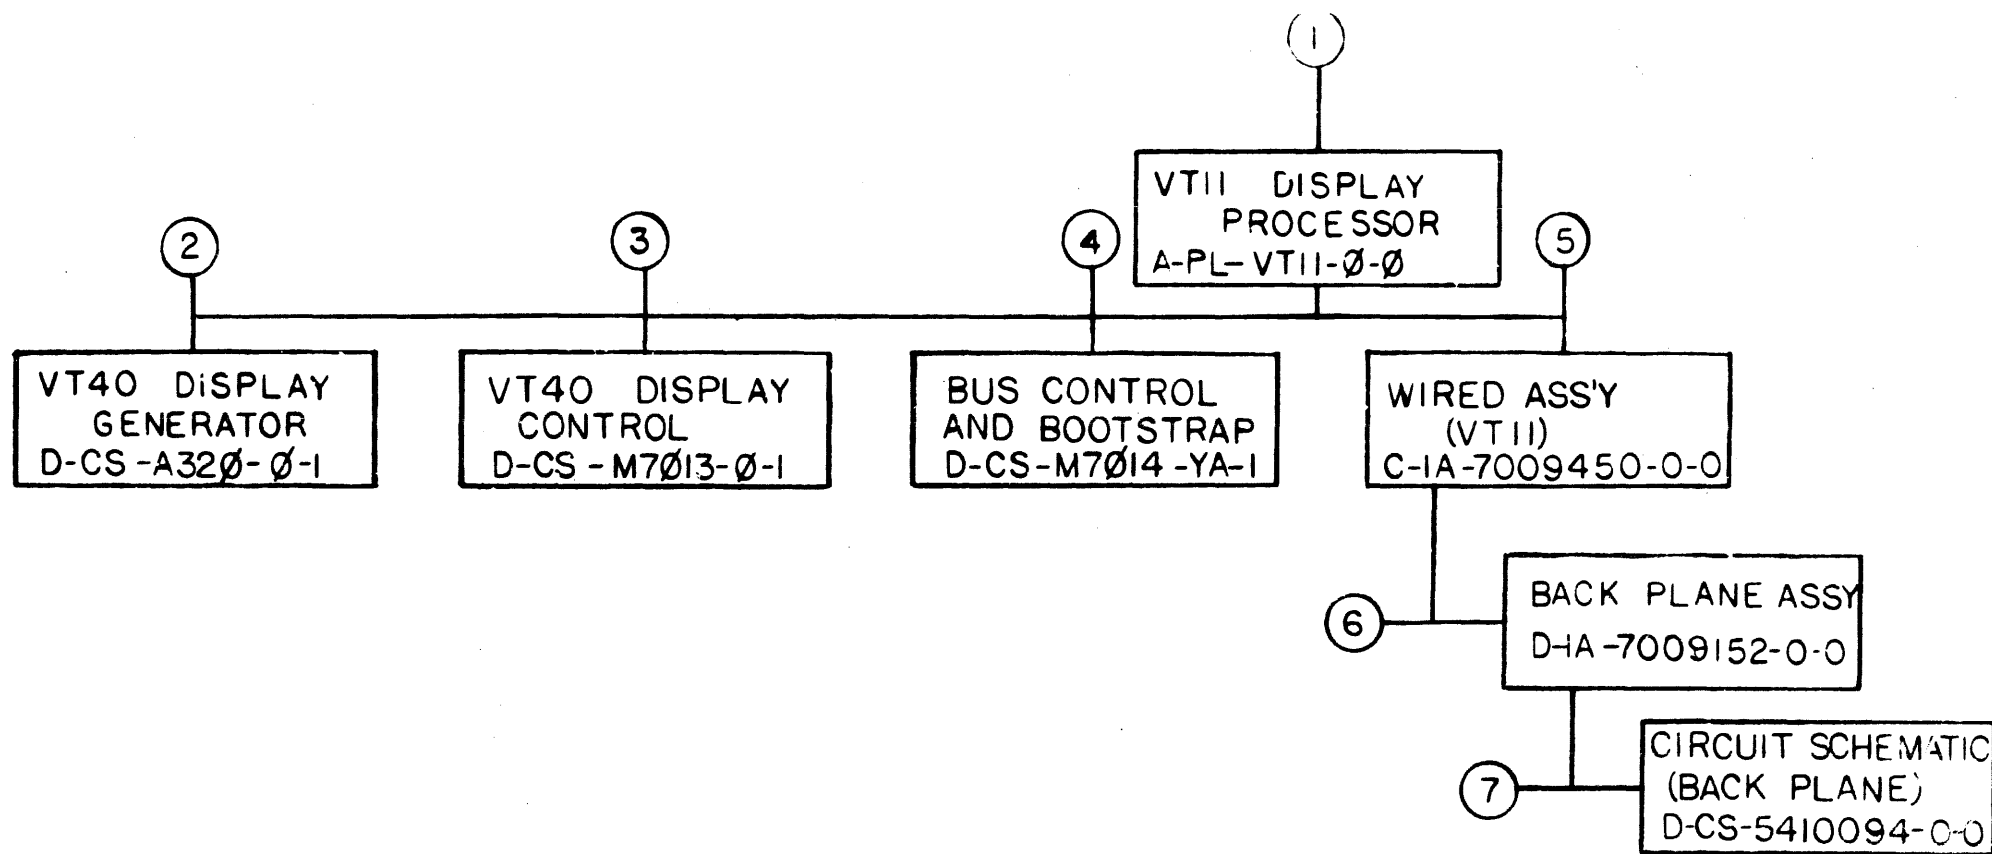 1
VT11 DISPLAY
PROCESSOR
A-PL-VT11-Ø-Ø
2
3
4
5
VT40 DISPLAY
GENERATOR
D-CS-A32Ø-Ø-1
VT40 DISPLAY
CONTROL
D-CS-M7Ø13-Ø-1
BUS CONTROL
AND BOOTSTRAP
D-CS-M7Ø14-YA-1
WIRED ASS'Y
(VT11)
C-IA-7009450-0-0
6
BACK PLANE ASSY
D-IA-7009152-0-0
7
CIRCUIT SCHEMATIC
(BACK PLANE)
D-CS-5410094-0-0